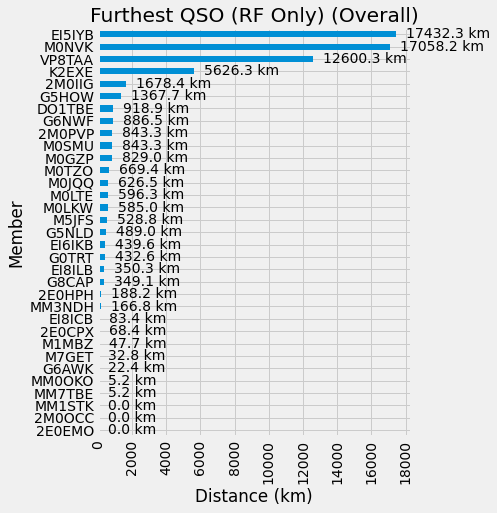 Furthest QSO (RF Only) (Overall)
EI5IYB 17432.3 km
M0NVK 17058.2 km
VP8TAA 12600.3 km
K2EXE 5626.3 km
2M0IIG 1678.4 km
G5HOW 1367.7 km
DO1TBE 918.9 km
G6NWF 886.5 km
2M0PVP 843.3 km
M0SMU 843.3 km
M0GZP 829.0 km
M0TZO 669.4 km
M0JQQ 626.5 km
M0LTE 596.3 km
M0LKW 585.0 km
M5JFS 528.8 km
G5NLD 489.0 km
EI6IKB 439.6 km
G0TRT 432.6 km
EI8ILB 350.3 km
G8CAP 349.1 km
2E0HPH 188.2 km
MM3NDH 166.8 km
EI8ICB 83.4 km
2E0CPX 68.4 km
M1MBZ 47.7 km
M7GET 32.8 km
G6AWK 22.4 km
MM0OKO 5.2 km
MM7TBE 5.2 km
MM1STK 0.0 km
2M0OCC 0.0 km
2E0EMO 0.0 km
Member
0 2000 4000 6000 8000 10000 12000 14000 16000 18000
Distance (km)